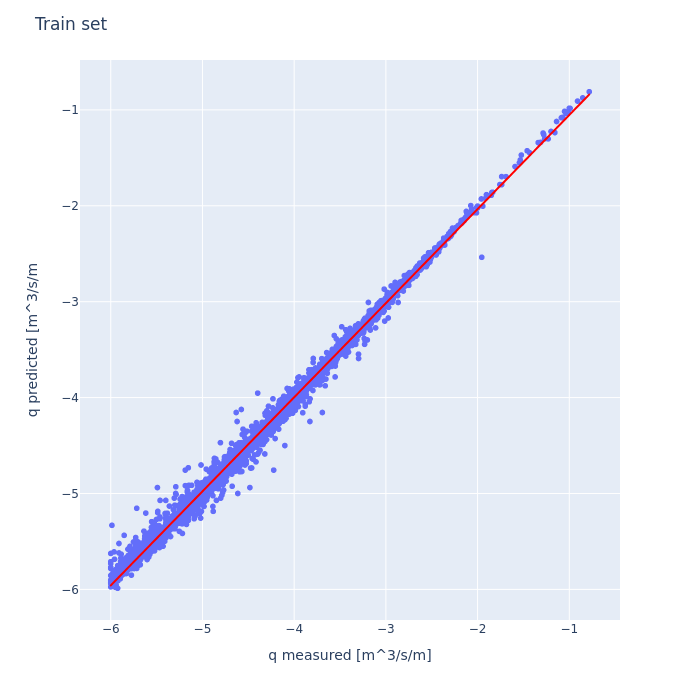 Train set
q predicted [m^3/s/m
−1
−2
−3
−4
−5
−6
−6 −5 −4 −3 −2 −1
q measured [m^3/s/m]